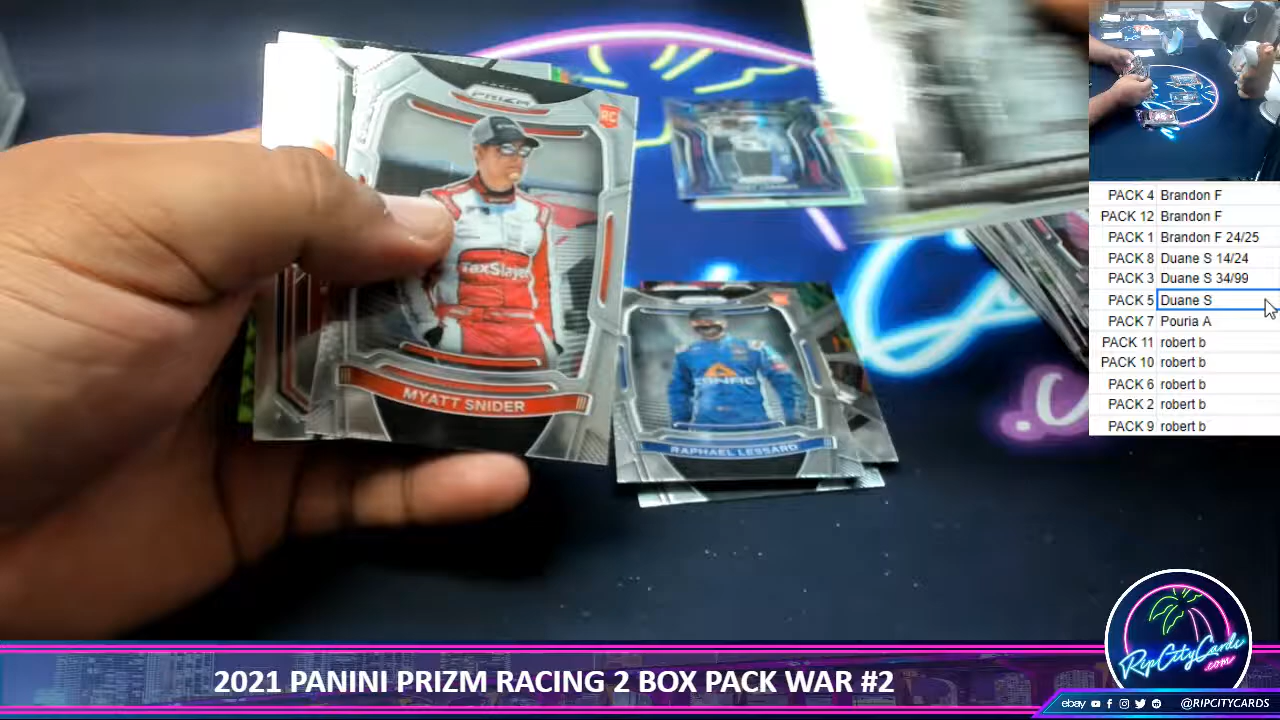 PRIZM
RC
TaxSlayer
MYATT SNIDER
RAPHAEL LESSARD
PACK 4 Brandon F
PACK 12 Brandon F
PACK 1 Brandon F 24/25
PACK 8 Duane S 14/24
PACK 3 Duane S 34/99
PACK 5 Duane S
PACK 7 Pouria A
PACK 11 robert b
PACK 10 robert b
PACK 6 robert b
PACK 2 robert b
PACK 9 robert b
RipCityCards
.com
2021 PANINI PRIZM RACING 2 BOX PACK WAR #2
ebay @RIPCITYCARDS